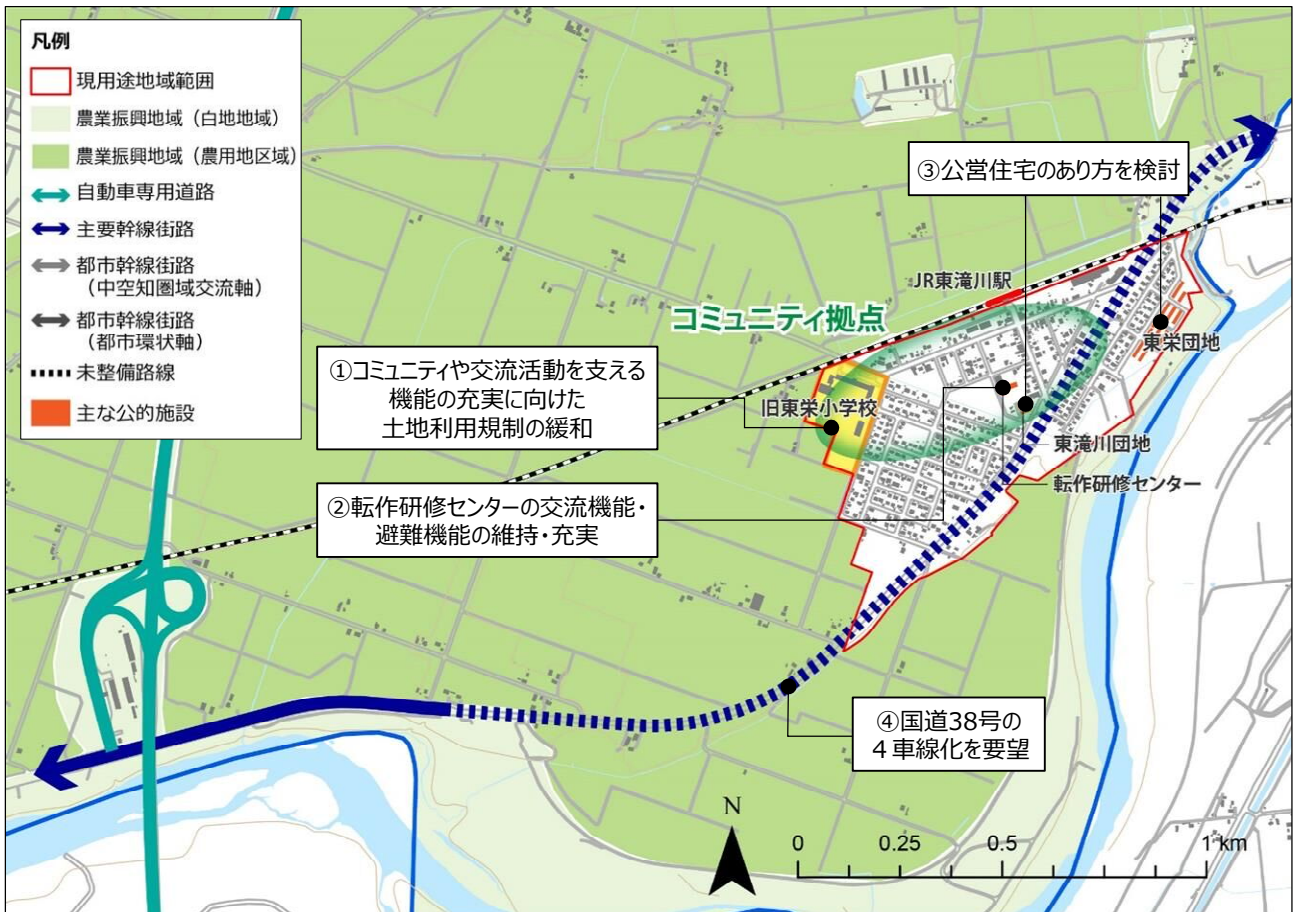 凡例
現用途地域範囲
農業振興地域（白地地域）
農業振興地域（農用地区域）
自動車専用道路
主要幹線街路
都市幹線街路
（中空知圏域交流軸）
都市幹線街路
（都市環状軸）
未整備路線
主な公的施設
③公営住宅のあり方を検討
JR東滝川駅
コミュニティ拠点
東栄団地
①コミュニティや交流活動を支える
機能の充実に向けた
土地利用規制の緩和
旧東栄小学校
東滝川団地
転作研修センター
②転作研修センターの交流機能・
避難機能の維持・充実
④国道38号の
４車線化を要望
N
0 0.25 0.5 1 km